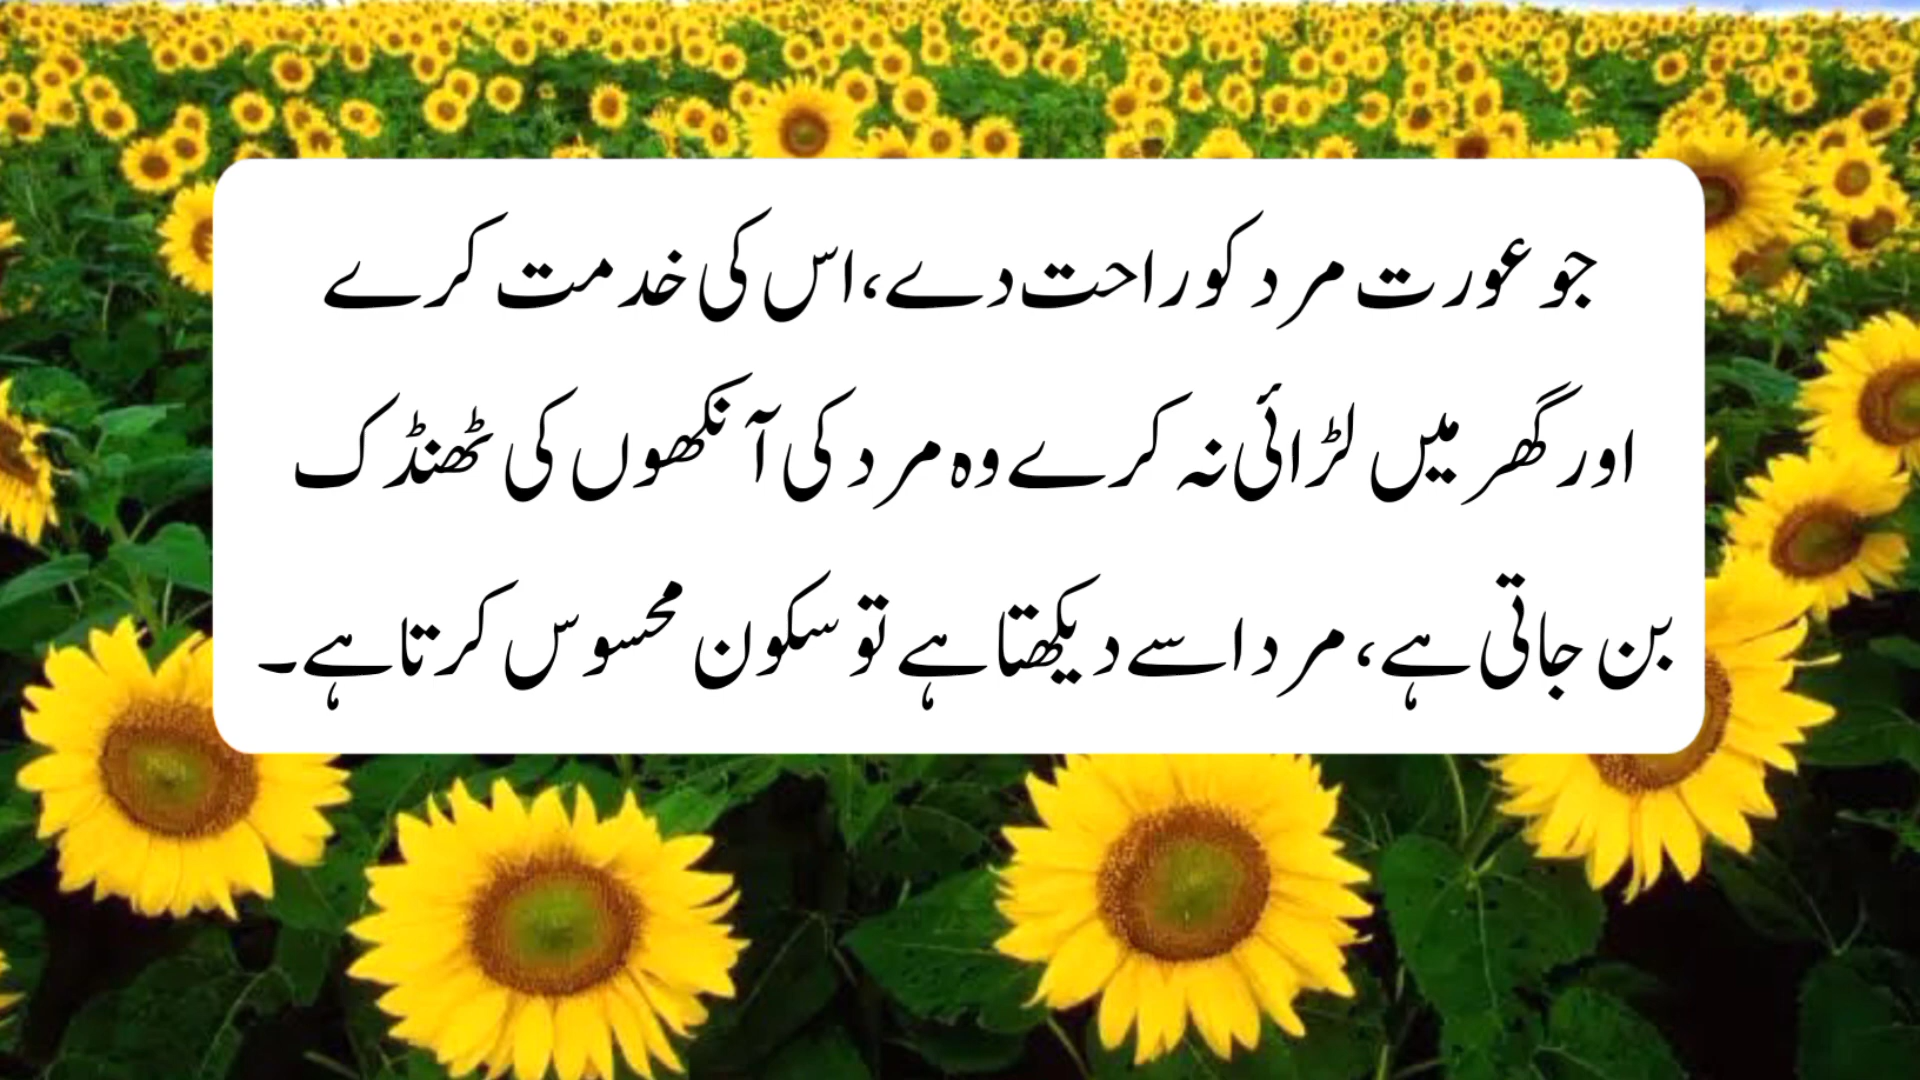 جو عورت مرد کو راحت دے، اس کی خدمت کرے
اور گھر میں لڑائی نہ کرے وہ مرد کی آنکھوں کی ٹھنڈک
بن جاتی ہے، مرد اسے دیکھتا ہے تو سکون محسوس کرتا ہے۔